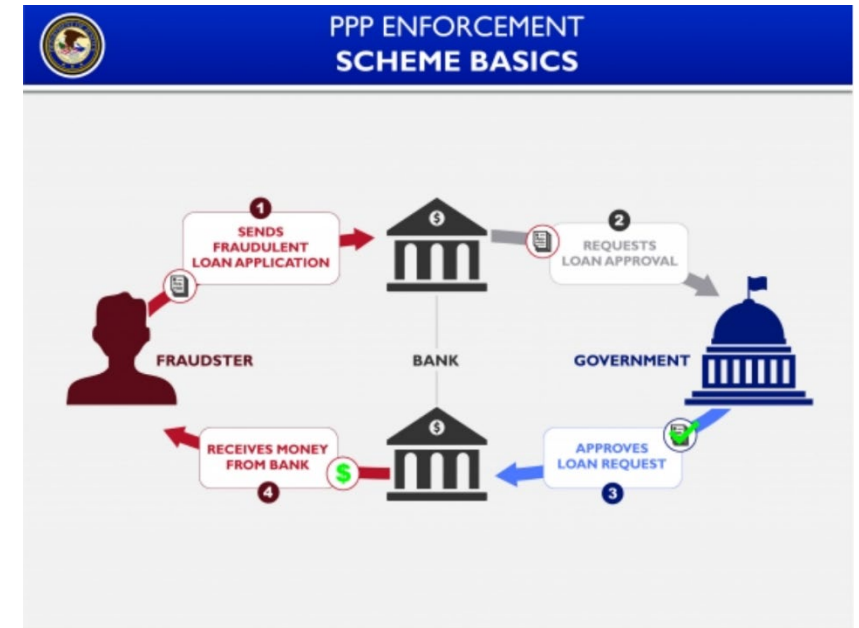 PPP ENFORCEMENT
SCHEME BASICS
1
SENDS
FRAUDULENT
LOAN APPLICATION
$
2
REQUESTS
LOAN APPROVAL
FRAUDSTER
BANK
GOVERNMENT
RECEIVES MONEY
FROM BANK
$
4
$
APPROVES
LOAN REQUEST
3